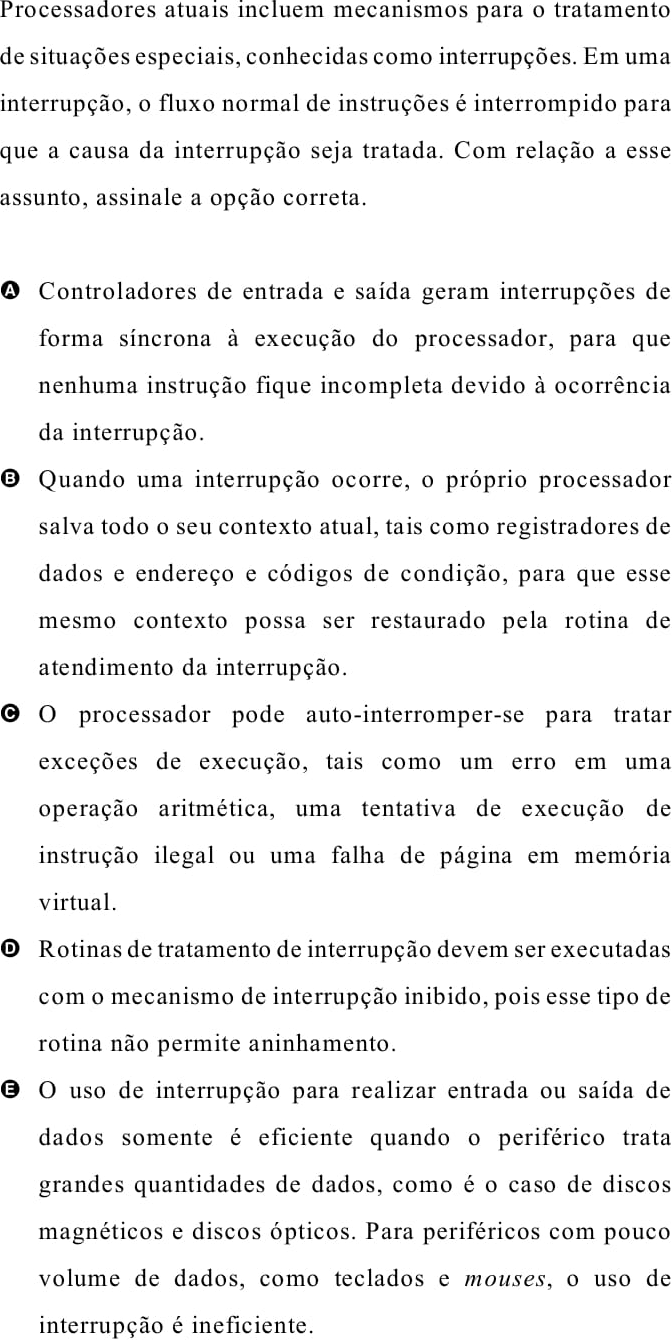 Processadores atuais incluem mecanismos para o tratamento
de situações especiais, conhecidas como interrupções. Em uma
interrupção, o fluxo normal de instruções é interrompido para
que a causa da interrupção seja tratada. Com relação a esse
assunto, assinale a opção correta.
A Controladores de entrada e saída geram interrupções de
forma síncrona à execução do processador, para que
nenhuma instrução fique incompleta devido à ocorrência
da interrupção.
B Quando uma interrupção ocorre, o próprio processador
salva todo o seu contexto atual, tais como registradores de
dados e endereço e códigos de condição, para que esse
mesmo contexto possa ser restaurado pela rotina de
atendimento da interrupção.
C O processador pode auto-interromper-se para tratar
exceções de execução, tais como um erro em uma
operação aritmética, uma tentativa de execução de
instrução ilegal ou uma falha de página em memória
virtual.
D Rotinas de tratamento de interrupção devem ser executadas
com o mecanismo de interrupção inibido, pois esse tipo de
rotina não permite aninhamento.
E O uso de interrupção para realizar entrada ou saída de
dados somente é eficiente quando o periférico trata
grandes quantidades de dados, como é o caso de discos
magnéticos e discos ópticos. Para periféricos com pouco
volume de dados, como teclados e mouses, o uso de
interrupção é ineficiente.